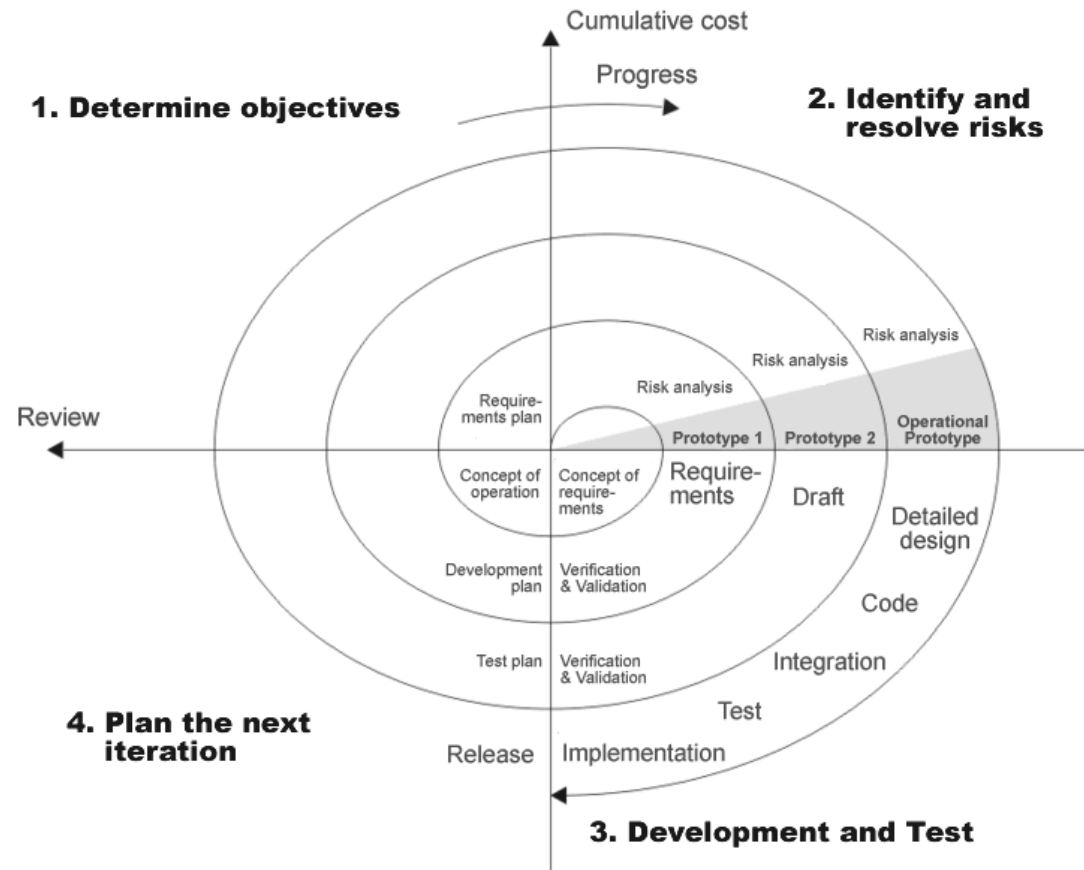 Cumulative cost
Progress
1. Determine objectives
2. Identify and
resolve risks
Risk analysis
Risk analysis
Risk analysis
Require-
ments plan
Review
Prototype 1
Prototype 2
Operational
Prototype
Concept of
operation
Concept of
require-
ments
Require-
ments
Draft
Detailed
design
Development
plan
Verification
& Validation
Code
Test plan
Verification
& Validation
Integration
Test
4. Plan the next
iteration
Release
Implementation
3. Development and Test